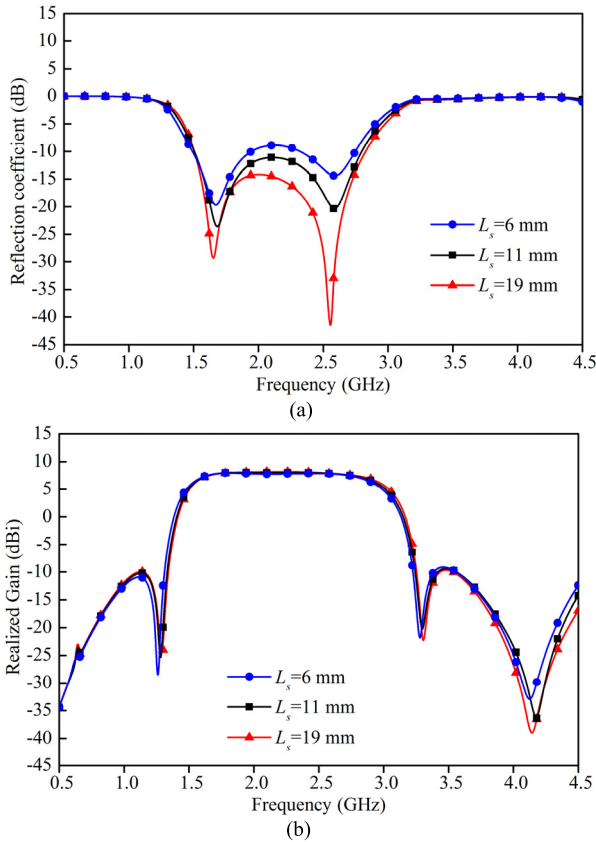 15
10
5
0
-5
-10
-15
-20
-25
-30
-35
-40
-45
Reflection coefficient (dB)
Ls=6 mm
Ls=11 mm
Ls=19 mm
0.5 1.0 1.5 2.0 2.5 3.0 3.5 4.0 4.5
Frequency (GHz)
(a)
15
10
5
0
-5
-10
-15
-20
-25
-30
-35
-40
-45
Realized Gain (dBi)
Ls=6 mm
Ls=11 mm
Ls=19 mm
0.5 1.0 1.5 2.0 2.5 3.0 3.5 4.0 4.5
Frequency (GHz)
(b)